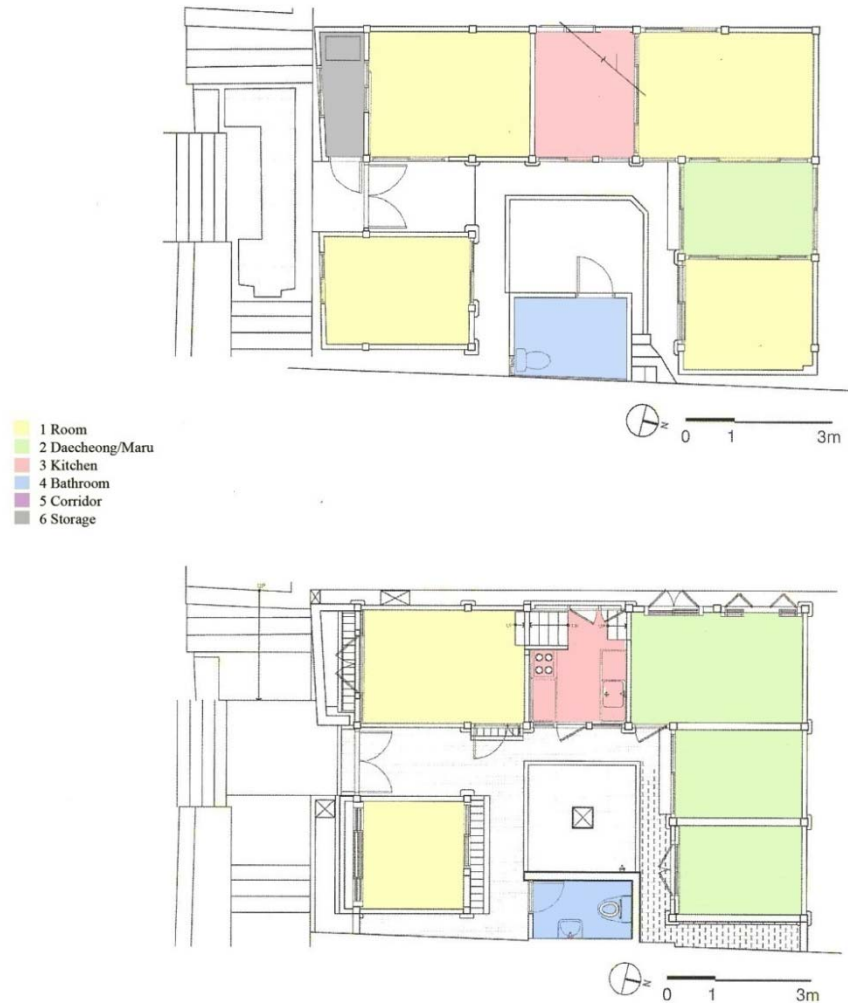 N
0 1 3m
1 Room
2 Daecheong/Maru
3 Kitchen
4 Bathroom
5 Corridor
6 Storage
N
0 1 3m